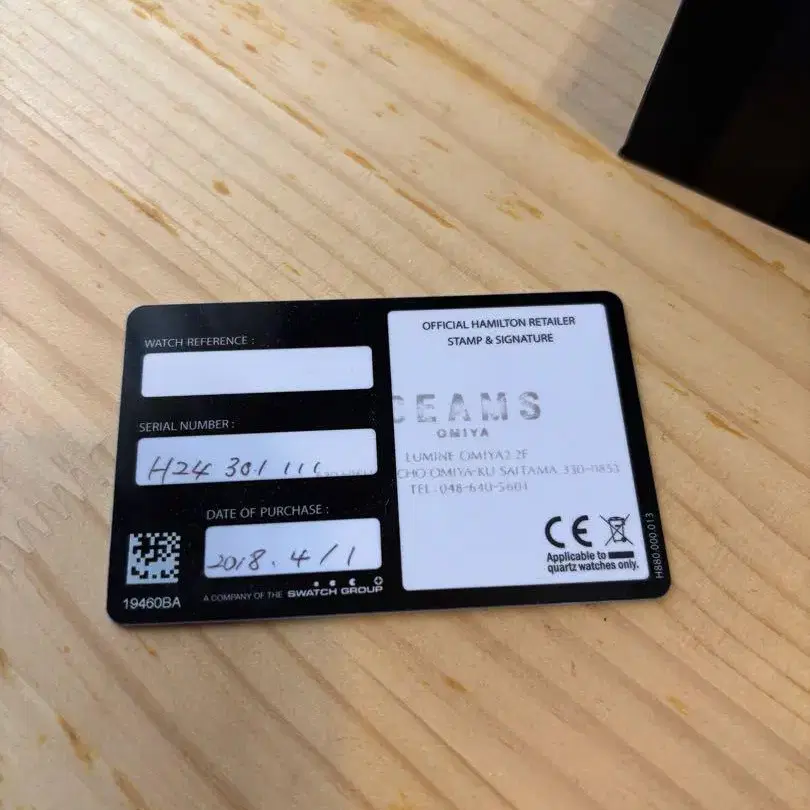 WATCH REFERENCE :
SERIAL NUMBER :
H24 301 111
DATE OF PURCHASE :
2018.4/1
19460BA
A COMPANY OF THE SWATCH GROUP
OFFICIAL HAMILTON RETAILER
STAMP & SIGNATURE
BEAMS
OMIYA
LUMINE OMIYA2 2F
CHO OMIYA-KU SAITAMA 330-0853
TEL. 048-640-5601
CE
Applicable to
quartz watches only.
H880.000.013